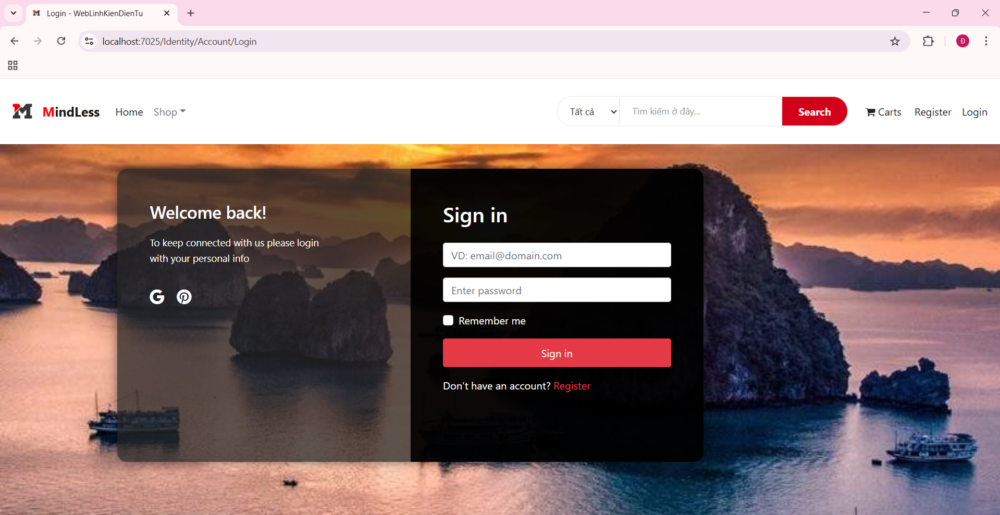 Login - WebLinhKienDienTu
localhost:7025/Identity/Account/Login
Đ
MindLess
Home
Shop
Tất cả
Tìm kiếm ở đây...
Search
Carts
Register
Login
Welcome back!
To keep connected with us please login
with your personal info
Sign in
VD: email@domain.com
Enter password
Remember me
Sign in
Don't have an account? Register